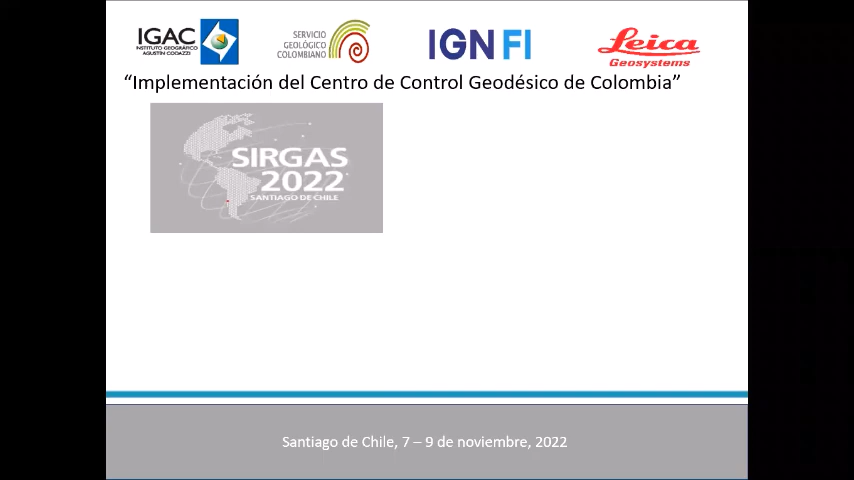 IGAC
INSTITUTO GEOGRÁFICO
AGUSTÍN CODAZZI
SERVICIO
GEOLÓGICO
COLOMBIANO
IGN FI
Leica
Geosystems
“Implementación del Centro de Control Geodésico de Colombia”
SIRGAS
2022
SANTIAGO DE CHILE
Santiago de Chile, 7 – 9 de noviembre, 2022